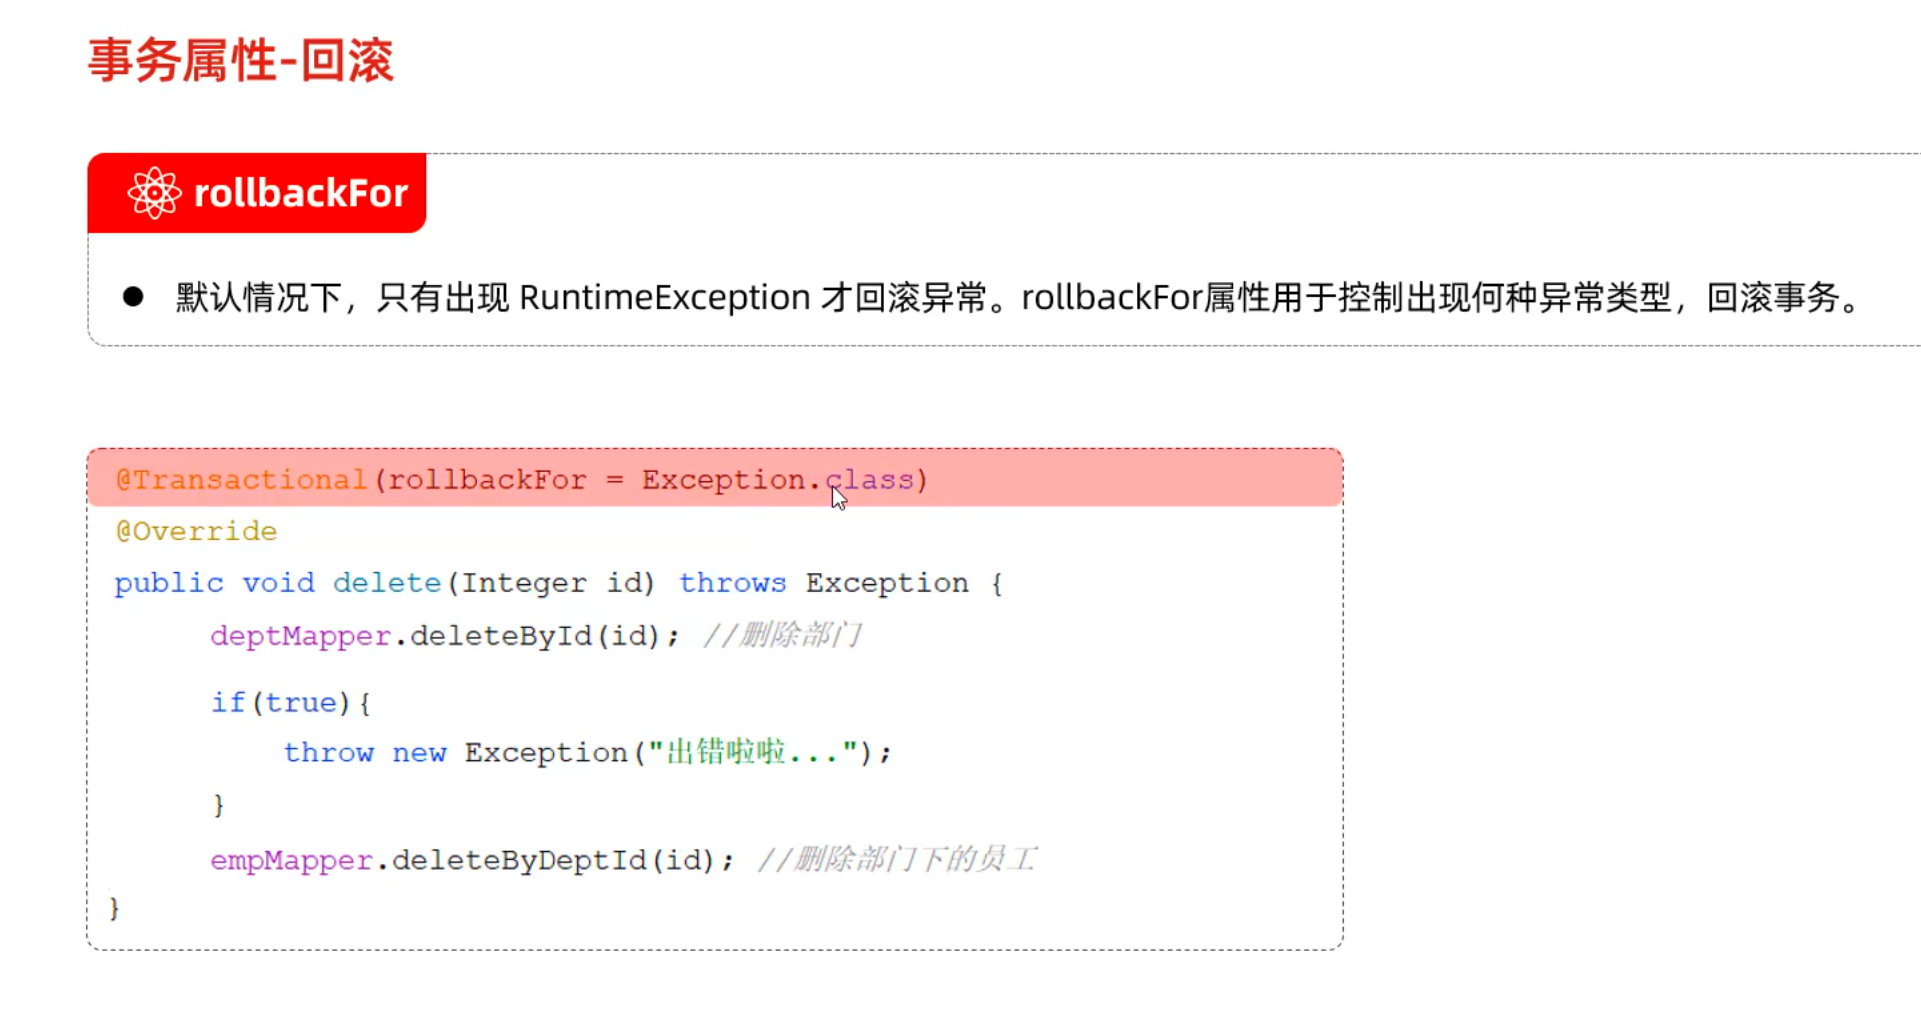 事务属性-回滚
rollbackFor
● 默认情况下，只有出现 RuntimeException 才回滚异常。rollbackFor属性用于控制出现何种异常类型，回滚事务。
@Transactional(rollbackFor = Exception.class)
@Override
public void delete(Integer id) throws Exception {
deptMapper.deleteById(id); //删除部门
if(true){
throw new Exception("出错啦啦...");
}
empMapper.deleteByDeptId(id); //删除部门下的员工
}